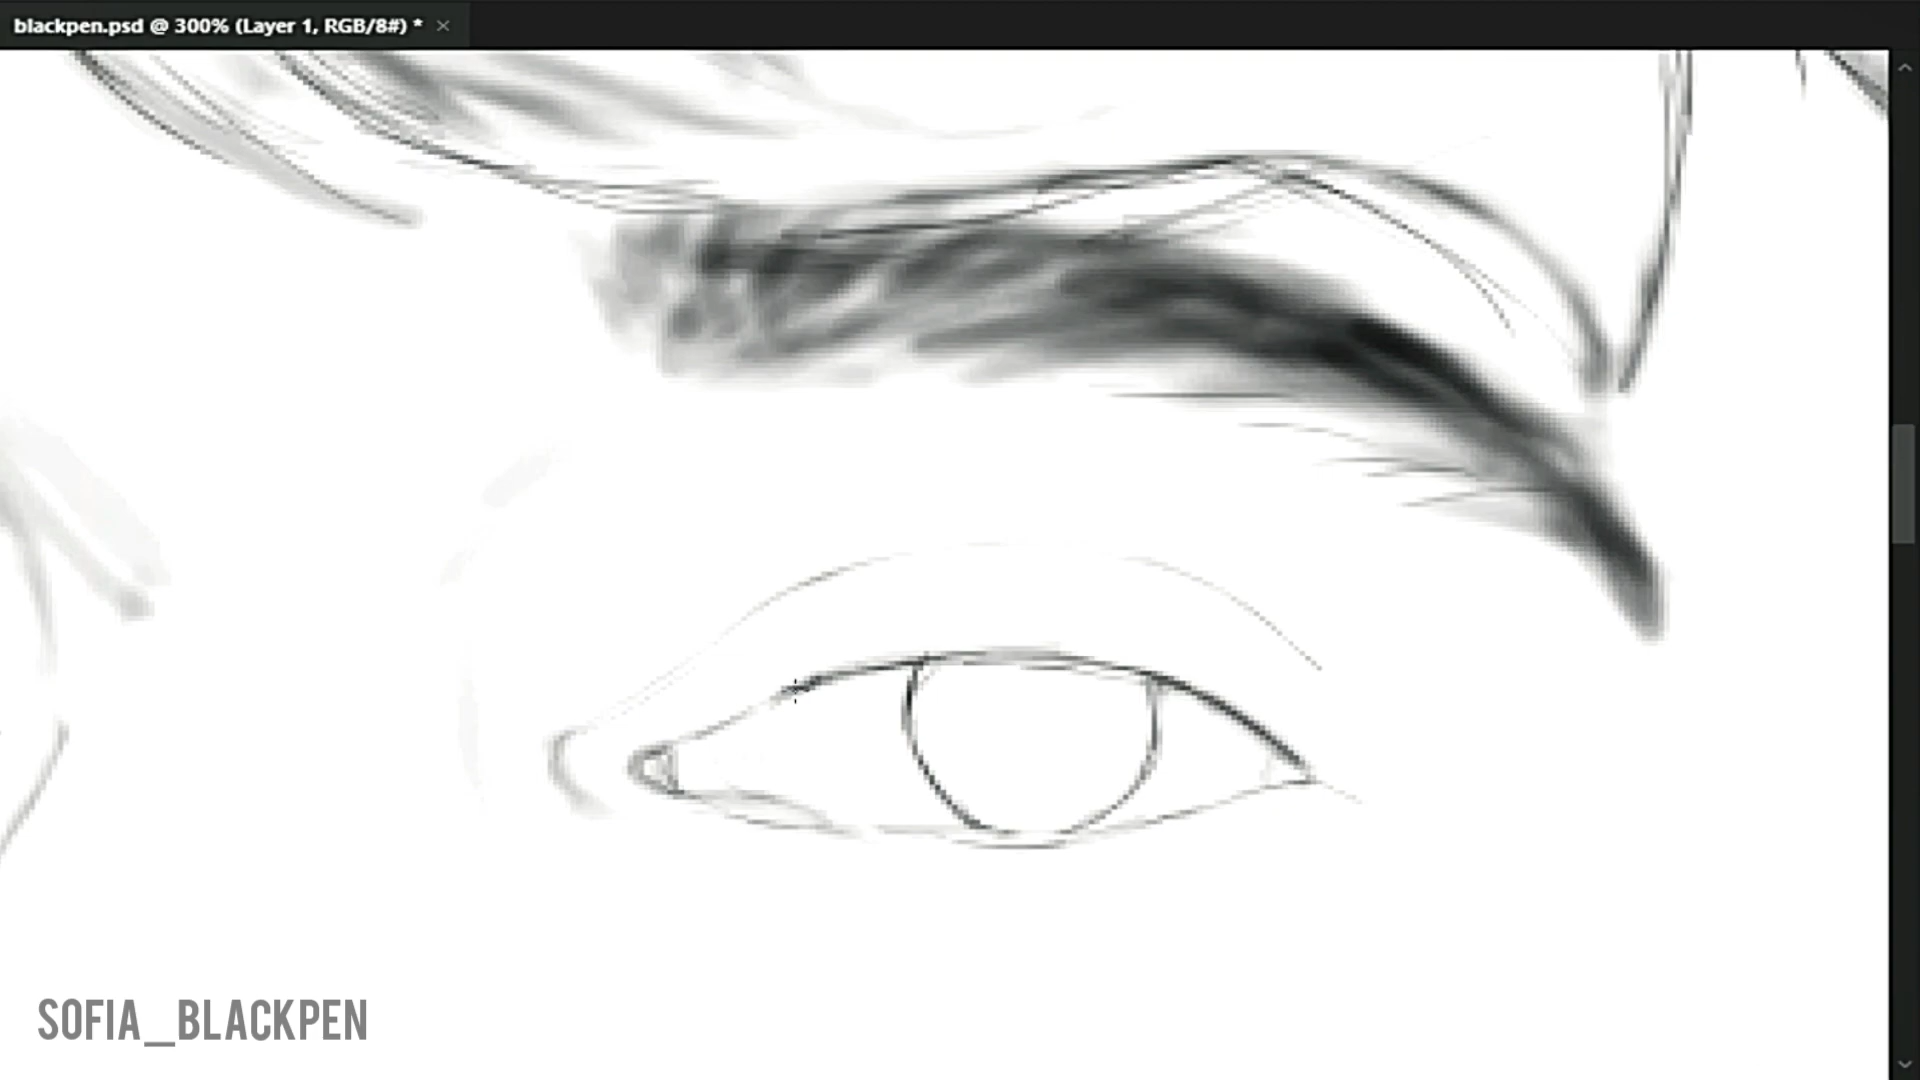 blackpen.psd @ 300% (Layer 1, RGB/8#) *
SOFIA_BLACKPEN